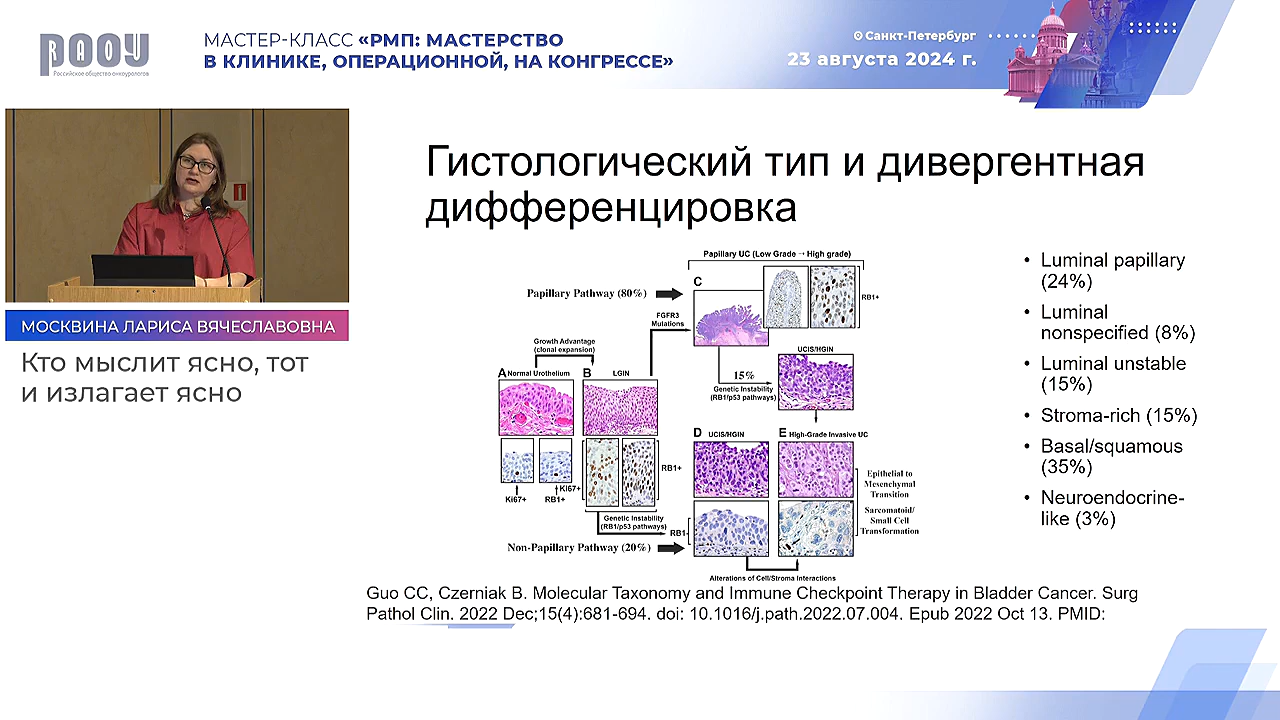 РАОУ
Российское общество онкоурологов
МАСТЕР-КЛАСС «РМП: МАСТЕРСТВО
В КЛИНИКЕ, ОПЕРАЦИОННОЙ, НА КОНГРЕССЕ»
Санкт-Петербург
23 августа 2024 г.
МОСКВИНА ЛАРИСА ВЯЧЕСЛАВОВНА
Кто мыслит ясно, тот
и излагает ясно
Гистологический тип и дивергентная
дифференцировка
Papillary UC (Low Grade → High grade)
C
Papillary Pathway (80%)
RB1+
FGFR3
Mutations
Growth Advantage
(clonal expansion)
UCIS/HGIN
A Normal Urothelium
B LGIN
15%
Genetic Instability
(RB1/p53 pathways)
D UCIS/HGIN
E High-Grade Invasive UC
RB1+
Ki67+
Ki67+
RB1+
Epithelial to
Mesenchymal
Transition
Sarcomatoid/
Small Cell
Transformation
Genetic Instability
(RB1/p53 pathways)
RB1-
Non-Papillary Pathway (20%)
Alterations of Cell/Stroma Interactions
• Luminal papillary
(24%)
• Luminal
nonspecified (8%)
• Luminal unstable
(15%)
• Stroma-rich (15%)
• Basal/squamous
(35%)
• Neuroendocrine-
like (3%)
Guo CC, Czerniak B. Molecular Taxonomy and Immune Checkpoint Therapy in Bladder Cancer. Surg
Pathol Clin. 2022 Dec;15(4):681-694. doi: 10.1016/j.path.2022.07.004. Epub 2022 Oct 13. PMID: